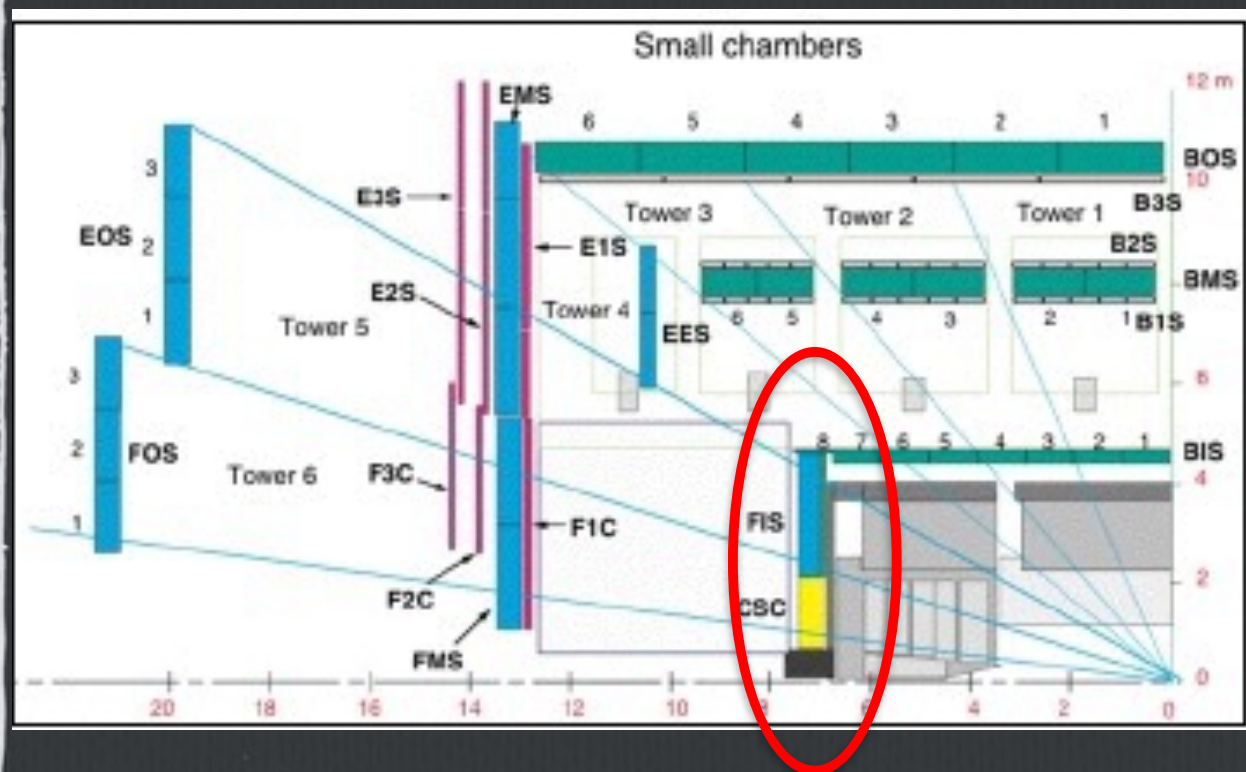 Small chambers
12 m
EMS
6 5 4 3 2 1
BOS
10
3
E3S
Tower 3
Tower 2
Tower 1
B3S
EOS
2
E1S
B2S
E2S
BMS
1
Tower 5
Tower 4
6 5
4 3
2 1
B1S
EES
3
6
8 7 6 5 4 3 2 1
BIS
2
FOS
Tower 6
F3C
4
1
F1C
FIS
F2C
CSC
2
FMS
0
20 18 16 14 12 10 8 6 4 2 0